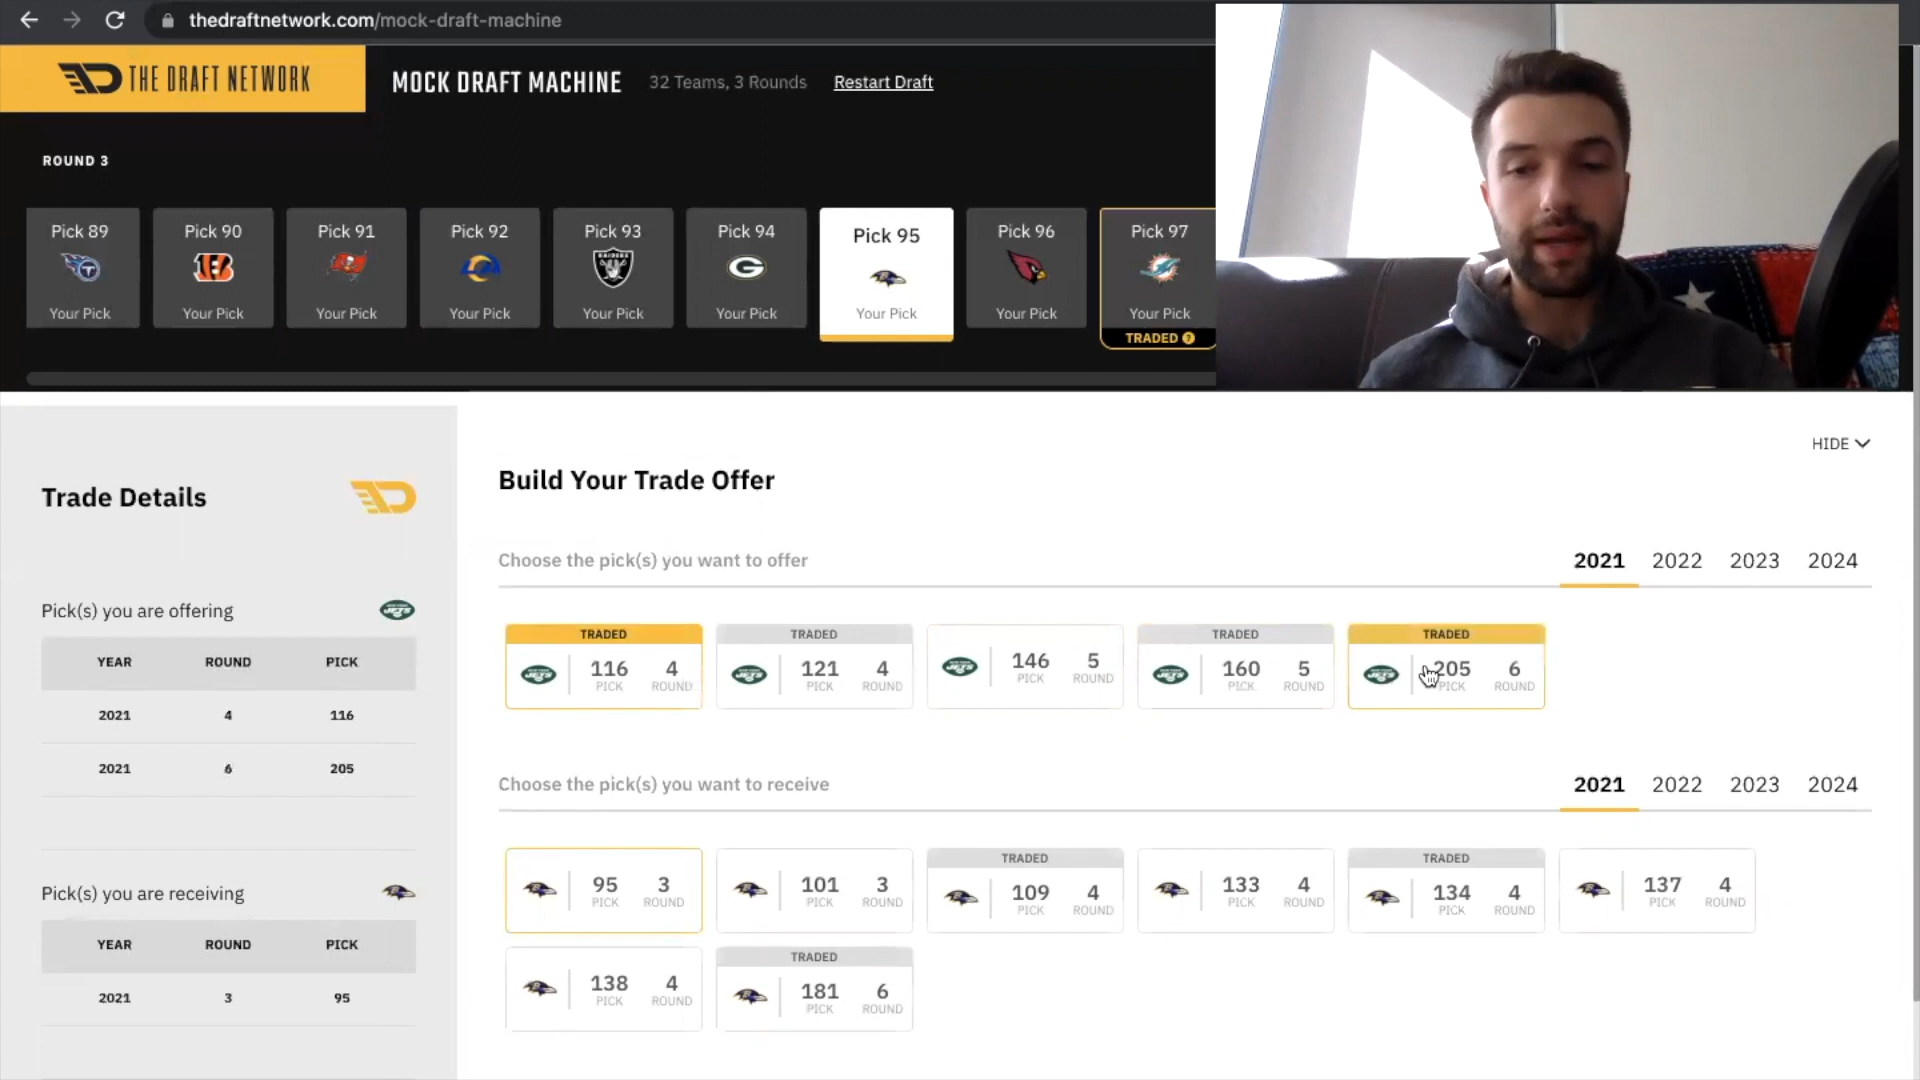 thedraftnetwork.com/mock-draft-machine
THE DRAFT NETWORK
MOCK DRAFT MACHINE 32 Teams, 3 Rounds Restart Draft
ROUND 3
Pick 89 Pick 90 Pick 91 Pick 92 Pick 93 Pick 94 Pick 95 Pick 96 Pick 97
RAIDERS
Your Pick Your Pick Your Pick Your Pick Your Pick Your Pick Your Pick Your Pick Your Pick
TRADED ?
HIDE
Trade Details
Build Your Trade Offer
Choose the pick(s) you want to offer 2021 2022 2023 2024
Pick(s) you are offering JETS
YEAR ROUND PICK
2021 4 116
2021 6 205
TRADED TRADED TRADED TRADED
JETS 116 4 JETS 121 4 JETS 146 5 JETS 160 5 JETS 205 6
PICK ROUND PICK ROUND PICK ROUND PICK ROUND PICK ROUND
Choose the pick(s) you want to receive 2021 2022 2023 2024
Pick(s) you are receiving
YEAR ROUND PICK
2021 3 95
TRADED TRADED
95 3 101 3 109 4 133 4 134 4 137 4
PICK ROUND PICK ROUND PICK ROUND PICK ROUND PICK ROUND PICK ROUND
TRADED
138 4 181 6
PICK ROUND PICK ROUND